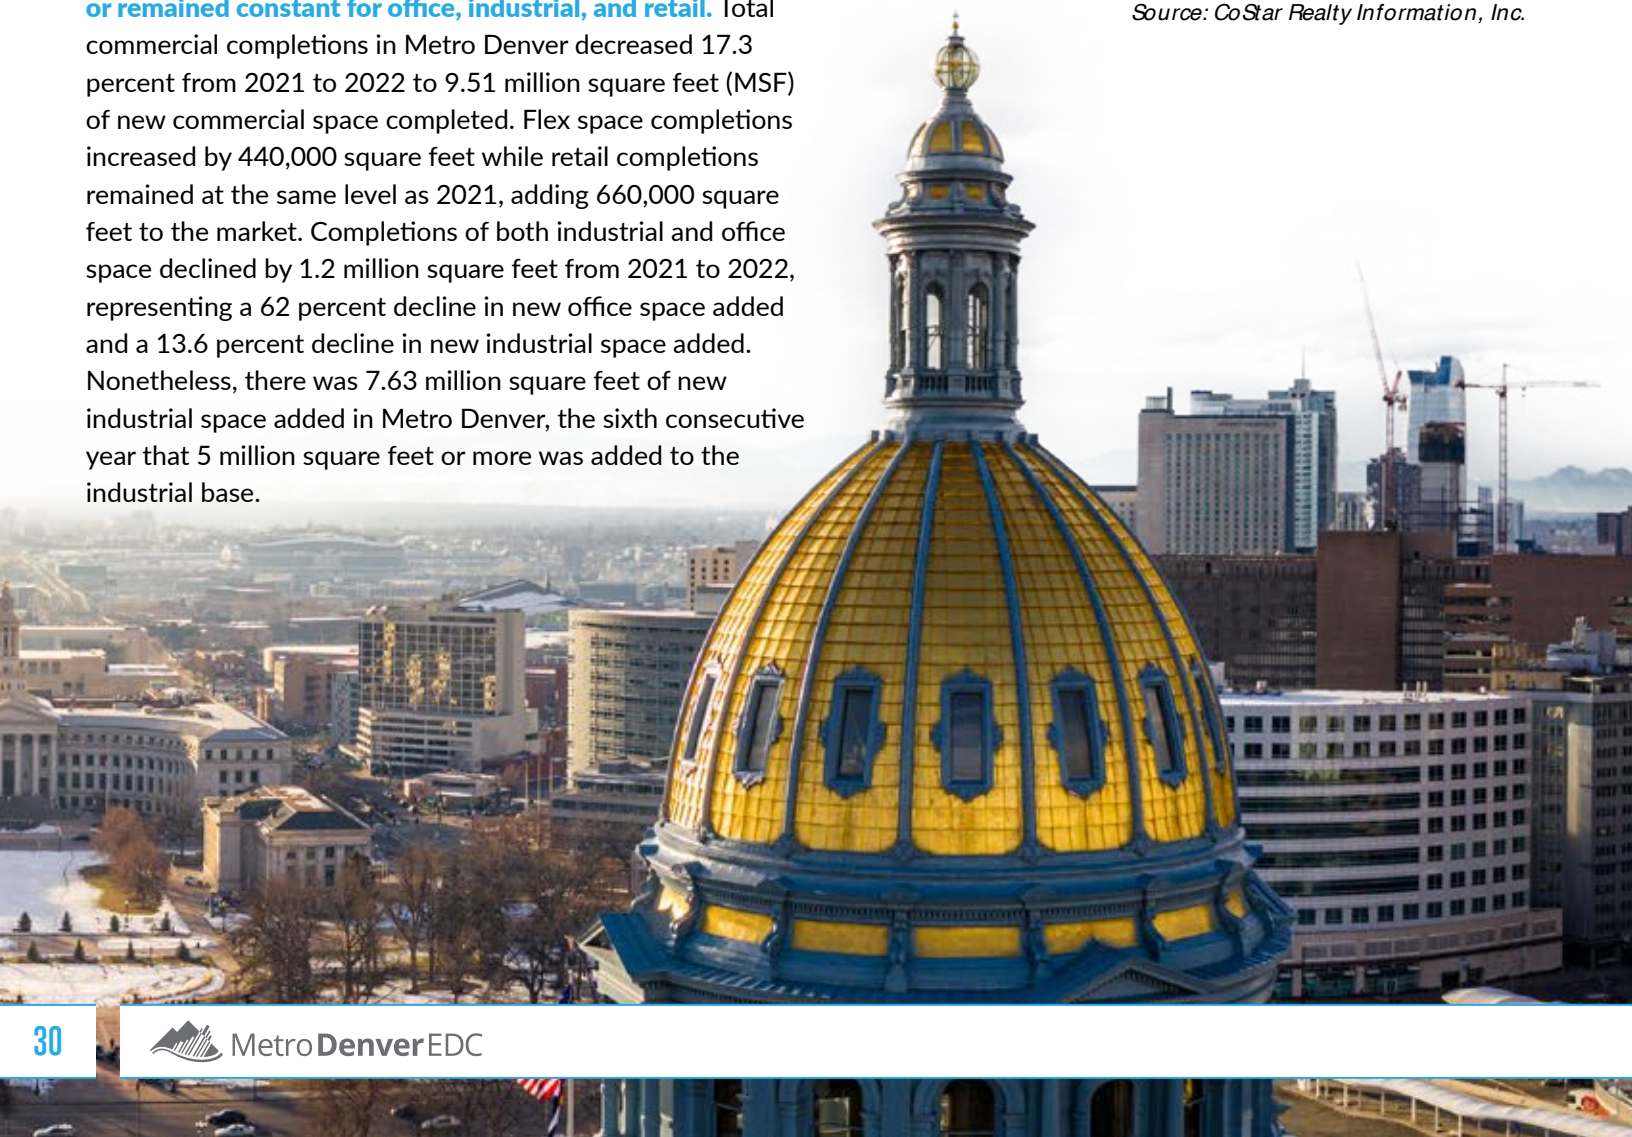 or remained constant for office, industrial, and retail. Total
commercial completions in Metro Denver decreased 17.3
percent from 2021 to 2022 to 9.51 million square feet (MSF)
of new commercial space completed. Flex space completions
increased by 440,000 square feet while retail completions
remained at the same level as 2021, adding 660,000 square
feet to the market. Completions of both industrial and office
space declined by 1.2 million square feet from 2021 to 2022,
representing a 62 percent decline in new office space added
and a 13.6 percent decline in new industrial space added.
Nonetheless, there was 7.63 million square feet of new
industrial space added in Metro Denver, the sixth consecutive
year that 5 million square feet or more was added to the
industrial base.
Source: CoStar Realty Information, Inc.
30
Metro Denver EDC